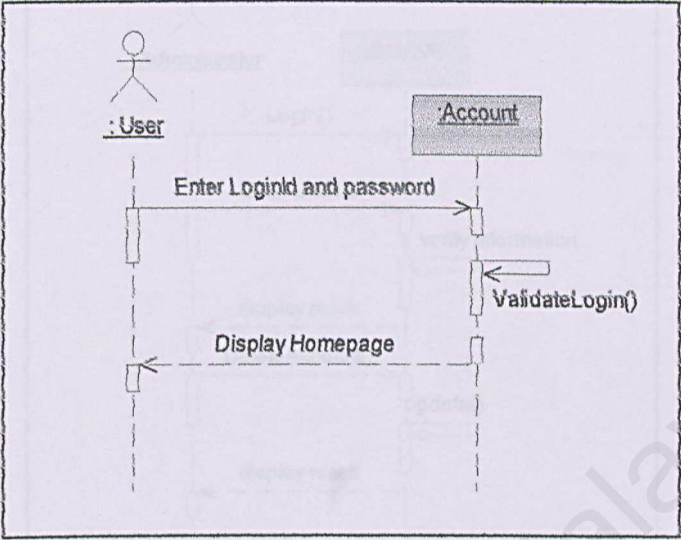 : User
:Account
Enter LoginId and password
ValidateLogin()
Display Homepage